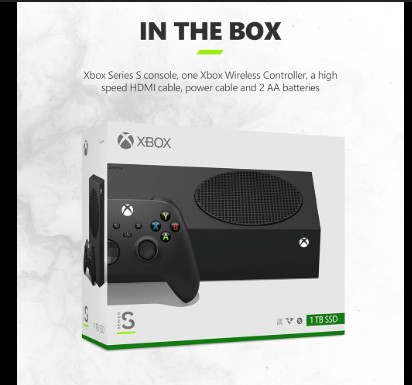 IN THE BOX
Xbox Series S console, one Xbox Wireless Controller, a high
speed HDMI cable, power cable and 2 AA batteries
XBOX
Y
X
B
A
SERIES
S
1 TB SSD